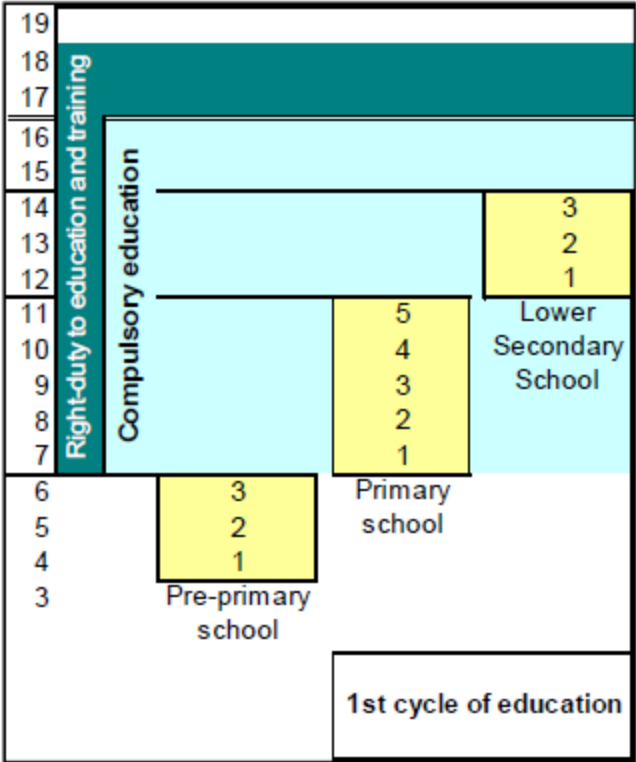 19
18
17
16
15
14
13
12
11
10
9
8
7
6
5
4
3
Right-duty to education and training
Compulsory education
3
2
1
Lower
Secondary
School
5
4
3
2
1
Primary
school
3
2
1
Pre-primary
school
1st cycle of education